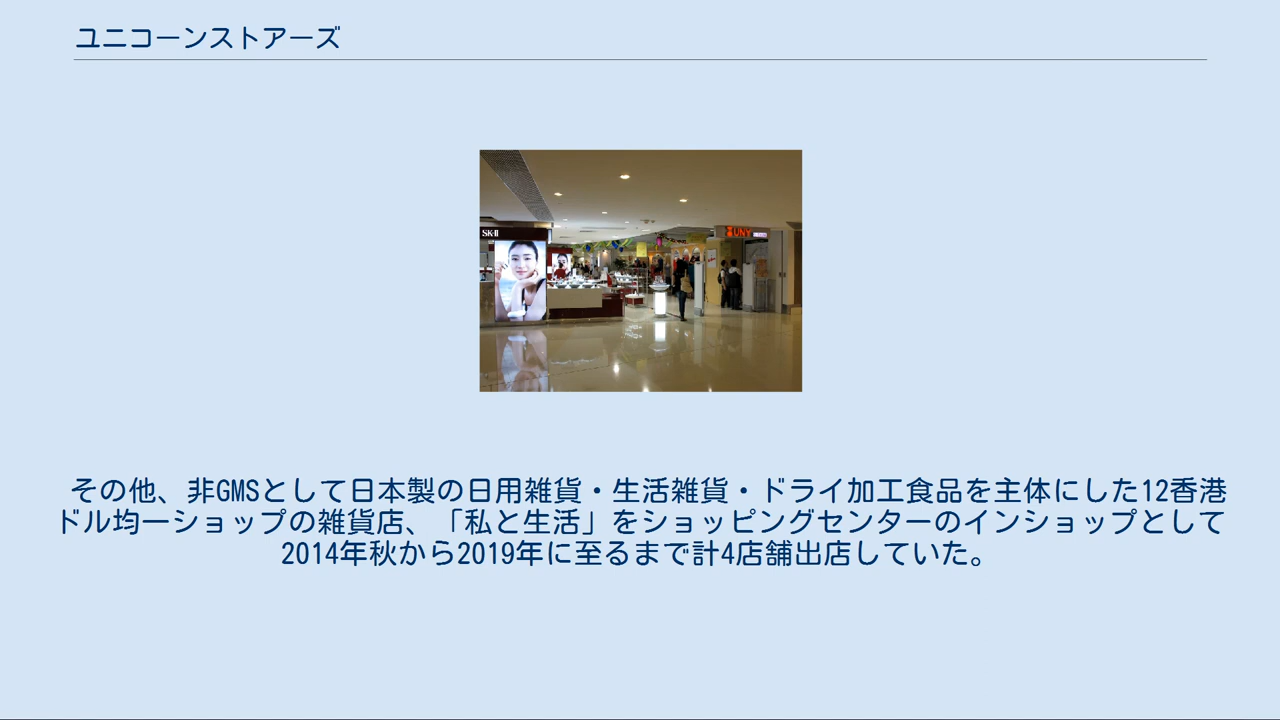 ユニコーンストアーズ
SK-II
UNY
その他、非GMSとして日本製の日用雑貨・生活雑貨・ドライ加工食品を主体にした12香港
ドル均一ショップの雑貨店、「私と生活」をショッピングセンターのインショップとして
2014年秋から2019年に至るまで計4店舗出店していた。